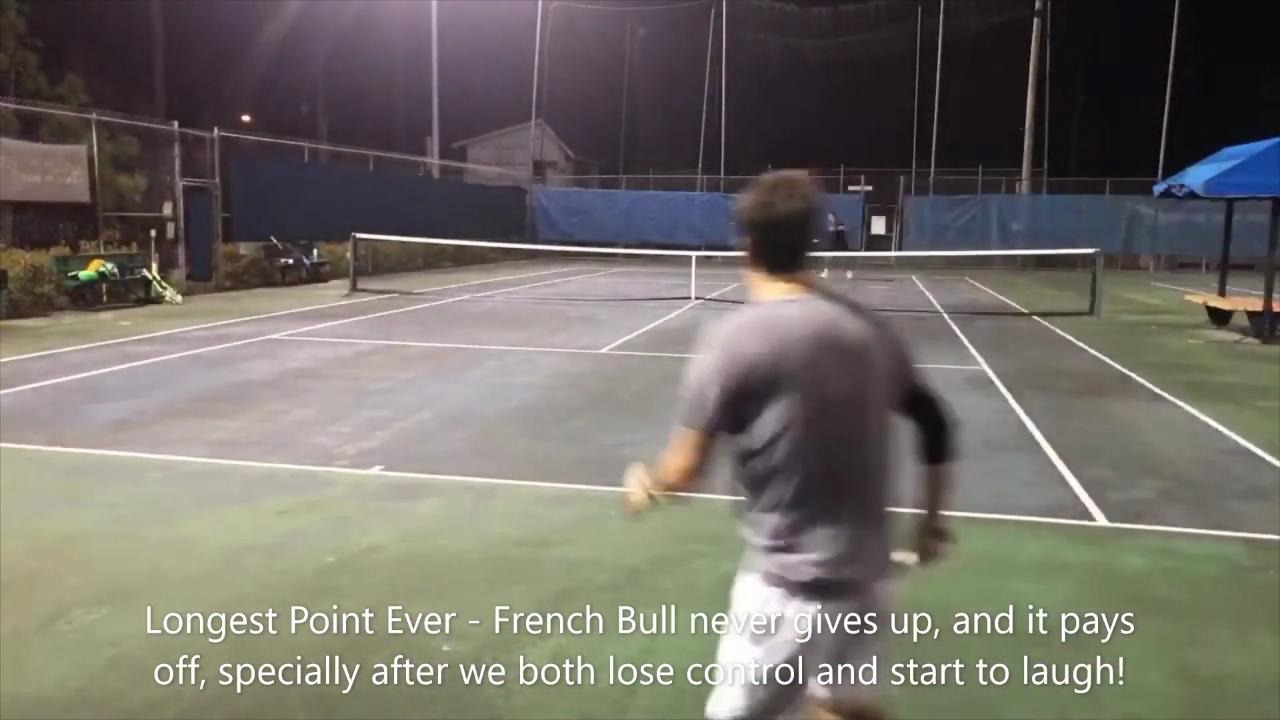 Longest Point Ever - French Bull never gives up, and it pays
off, specially after we both lose control and start to laugh!